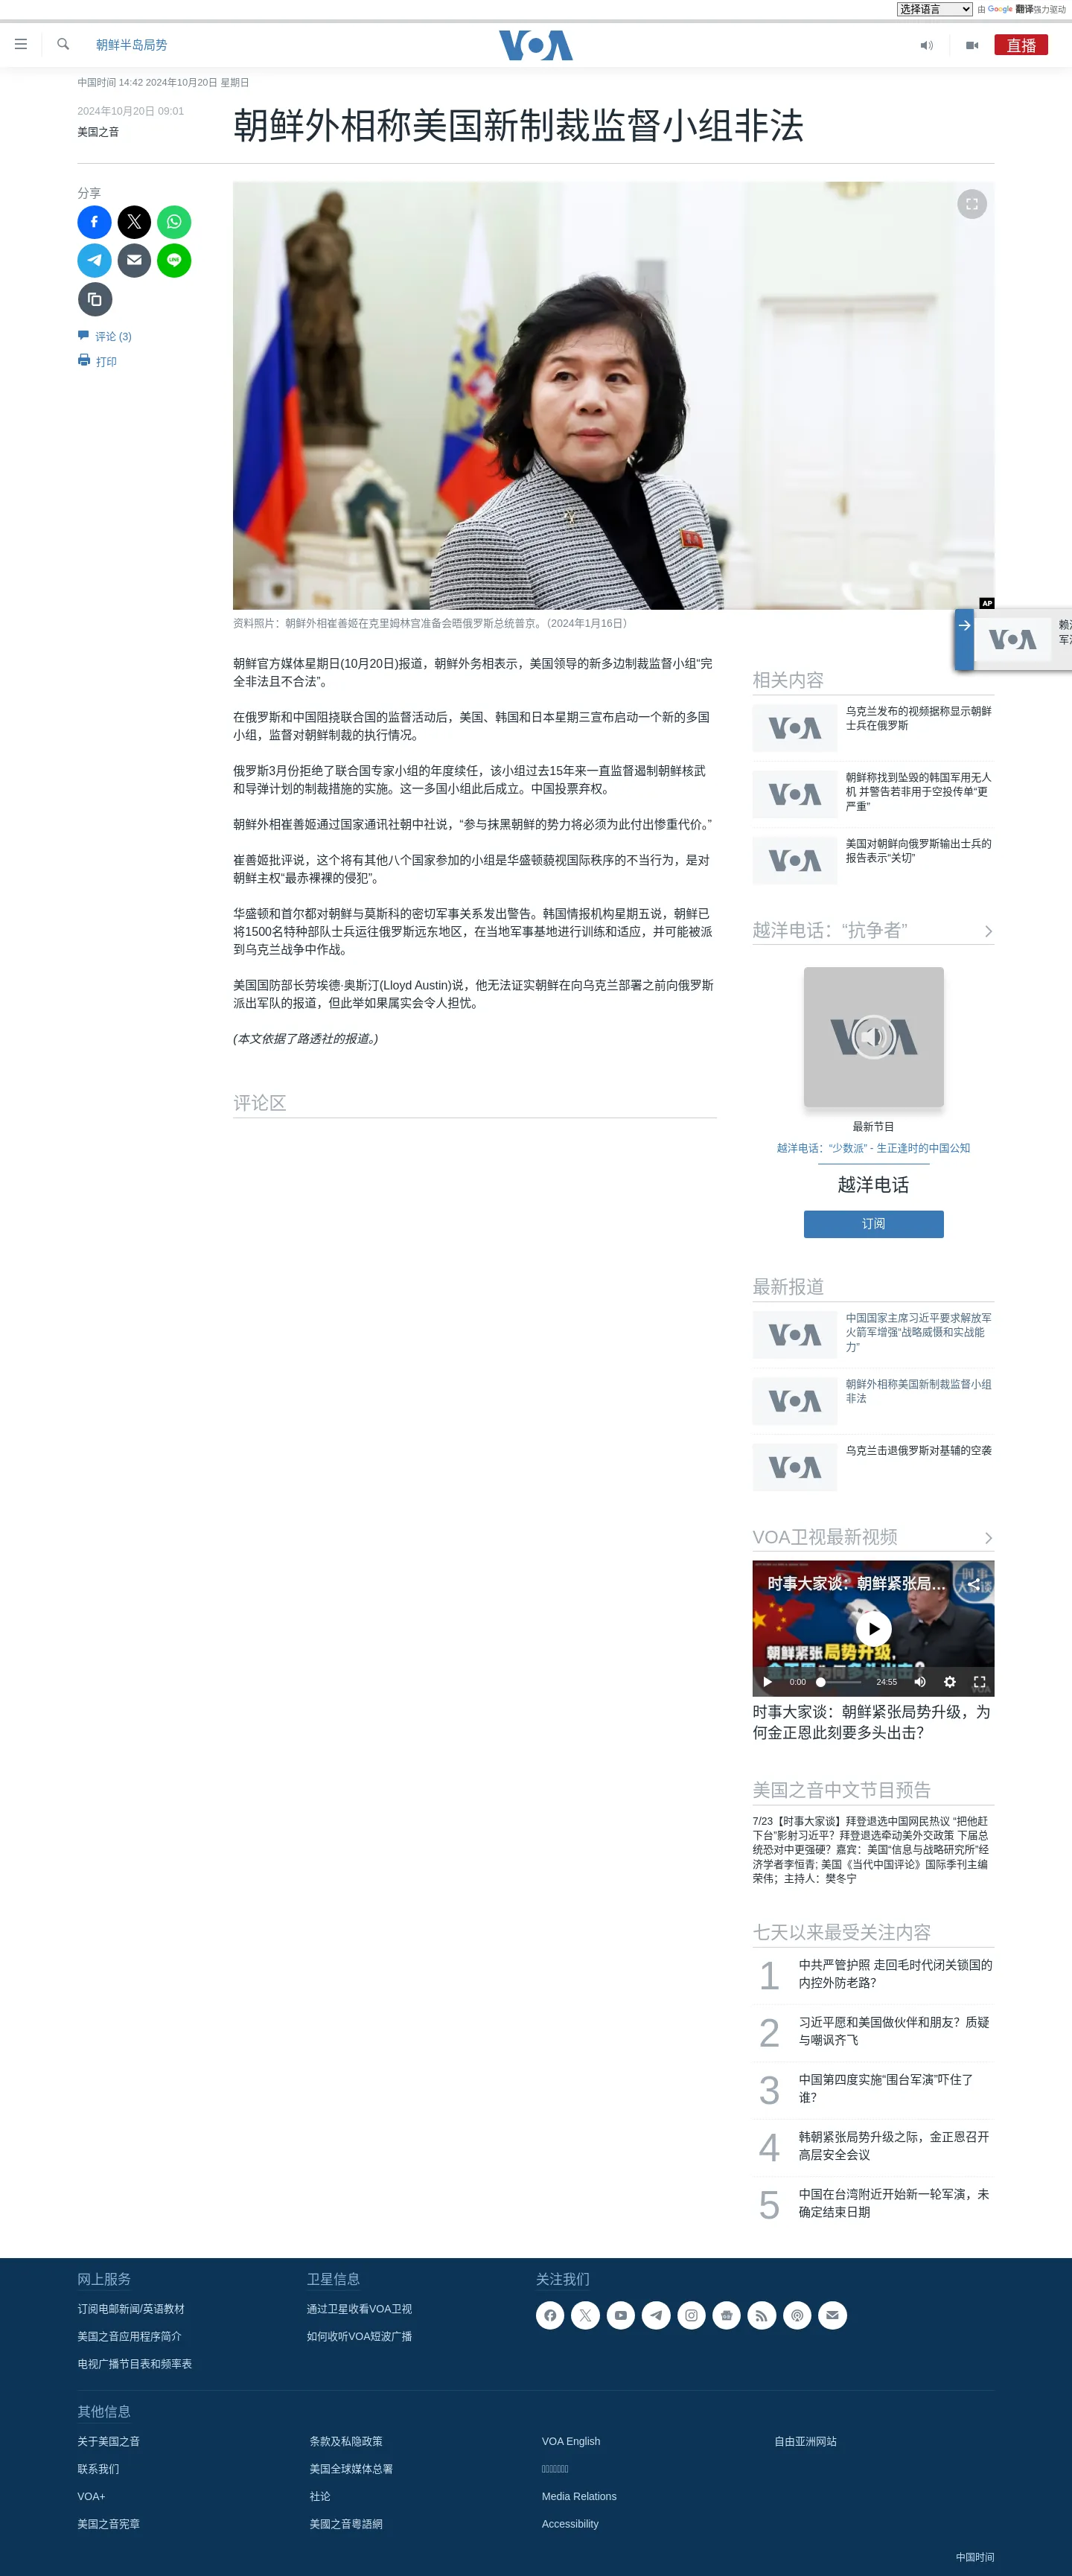 选择语言 由 Google 翻译强力驱动
朝鲜半岛局势
VOA
直播
中国时间 14:42 2024年10月20日 星期日
2024年10月20日 09:01
美国之音
朝鲜外相称美国新制裁监督小组非法
分享
LINE
评论 (3)
打印
AP
资料照片：朝鲜外相崔善姬在克里姆林宫准备会晤俄罗斯总统普京。（2024年1月16日）
朝鲜官方媒体星期日(10月20日)报道，朝鲜外务相表示，美国领导的新多边制裁监督小组“完
全非法且不合法”。
在俄罗斯和中国阻挠联合国的监督活动后，美国、韩国和日本星期三宣布启动一个新的多国
小组，监督对朝鲜制裁的执行情况。
俄罗斯3月份拒绝了联合国专家小组的年度续任，该小组过去15年来一直监督遏制朝鲜核武
和导弹计划的制裁措施的实施。这一多国小组此后成立。中国投票弃权。
朝鲜外相崔善姬通过国家通讯社朝中社说，“参与抹黑朝鲜的势力将必须为此付出惨重代价。”
崔善姬批评说，这个将有其他八个国家参加的小组是华盛顿藐视国际秩序的不当行为，是对
朝鲜主权“最赤裸裸的侵犯”。
华盛顿和首尔都对朝鲜与莫斯科的密切军事关系发出警告。韩国情报机构星期五说，朝鲜已
将1500名特种部队士兵运往俄罗斯远东地区，在当地军事基地进行训练和适应，并可能被派
到乌克兰战争中作战。
美国国防部长劳埃德·奥斯汀(Lloyd Austin)说，他无法证实朝鲜在向乌克兰部署之前向俄罗斯
派出军队的报道，但此举如果属实会令人担忧。
(本文依据了路透社的报道。)
评论区
VOA
相关内容
VOA
乌克兰发布的视频据称显示朝鲜
士兵在俄罗斯
VOA
朝鲜称找到坠毁的韩国军用无人
机 并警告若非用于空投传单“更
严重”
VOA
美国对朝鲜向俄罗斯输出士兵的
报告表示“关切”
越洋电话：“抗争者”
VOA
最新节目
越洋电话：“少数派” - 生正逢时的中国公知
越洋电话
订阅
最新报道
VOA
中国国家主席习近平要求解放军
火箭军增强“战略威慑和实战能
力”
VOA
朝鲜外相称美国新制裁监督小组
非法
VOA
乌克兰击退俄罗斯对基辅的空袭
VOA卫视最新视频
时事大家谈：朝鲜紧张局…
时事
大家谈
朝鲜紧张局势升级，
金正恩为何多头出击？
0:00 24:55
时事大家谈：朝鲜紧张局势升级，为
何金正恩此刻要多头出击？
美国之音中文节目预告
7/23【时事大家谈】拜登退选中国网民热议 “把他赶
下台”影射习近平？拜登退选牵动美外交政策 下届总
统恐对中更强硬？嘉宾：美国“信息与战略研究所”经
济学者李恒青; 美国《当代中国评论》国际季刊主编
荣伟；主持人：樊冬宁
七天以来最受关注内容
1 中共严管护照 走回毛时代闭关锁国的
内控外防老路？
2 习近平愿和美国做伙伴和朋友？质疑
与嘲讽齐飞
3 中国第四度实施“围台军演”吓住了
谁？
4 韩朝紧张局势升级之际，金正恩召开
高层安全会议
5 中国在台湾附近开始新一轮军演，未
确定结束日期
网上服务
订阅电邮新闻/英语教材
美国之音应用程序简介
电视广播节目表和频率表
卫星信息
通过卫星收看VOA卫视
如何收听VOA短波广播
关注我们
其他信息
关于美国之音
联系我们
VOA+
美国之音宪章
条款及私隐政策
美国全球媒体总署
社论
美國之音粵語網
VOA English
Media Relations
Accessibility
自由亚洲网站
中国时间